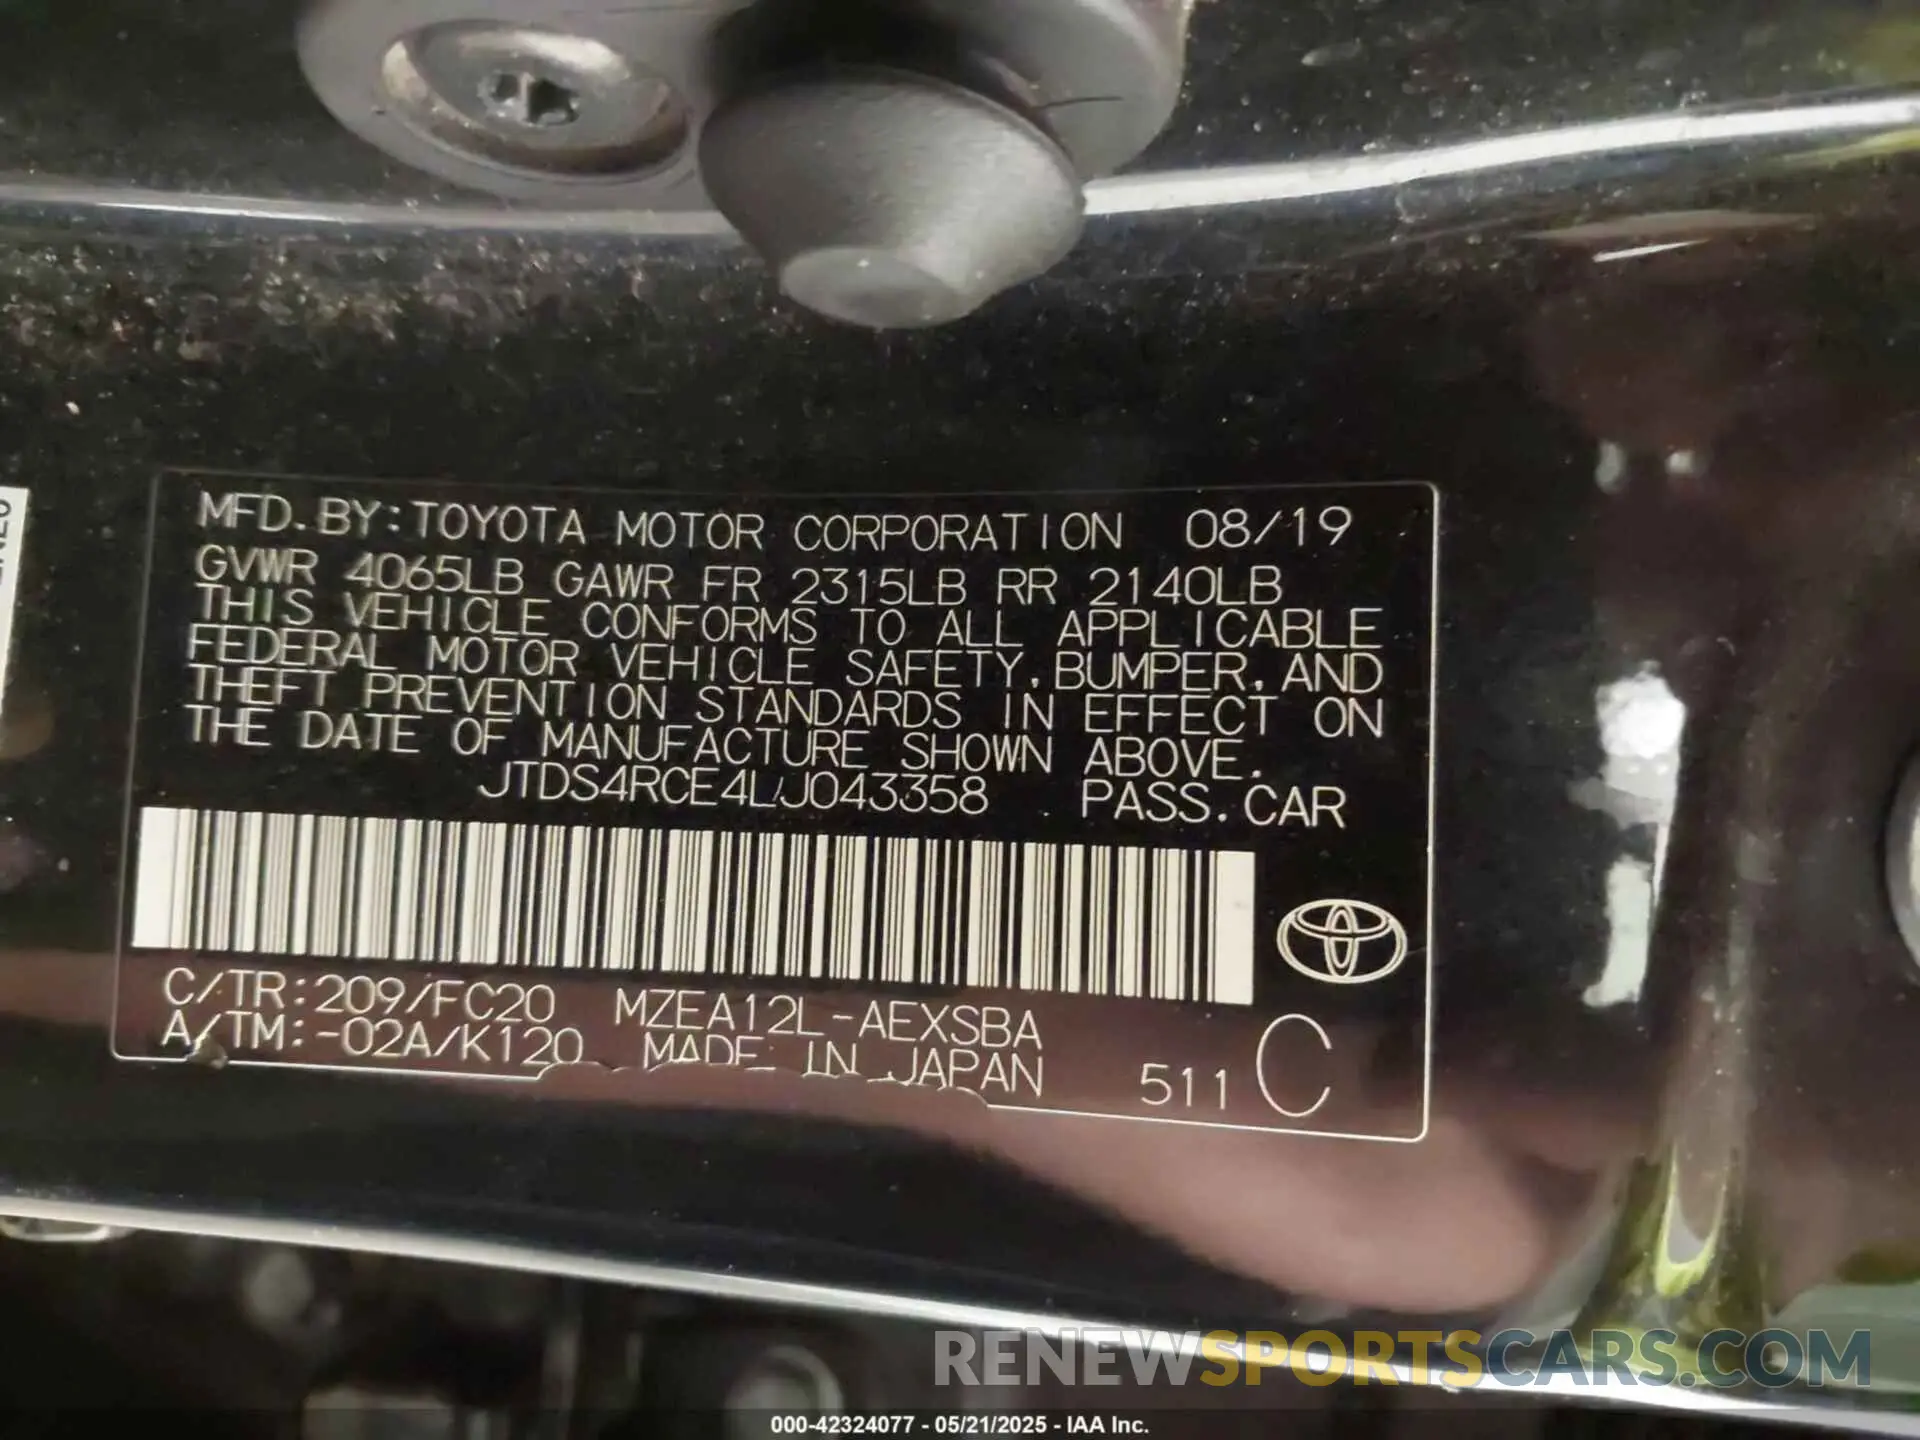 MFD. BY: TOYOTA MOTOR CORPORATION 08/19
GVWR 4065LB GAWR FR 2315LB RR 2140LB
THIS VEHICLE CONFORMS TO ALL APPLICABLE
FEDERAL MOTOR VEHICLE SAFETY, BUMPER, AND
THEFT PREVENTION STANDARDS IN EFFECT ON
THE DATE OF MANUFACTURE SHOWN ABOVE.
JTDS4RCE4LJ043358 PASS. CAR
C/TR: 209/FC20 MZEA12L-AEXSBA
A/TM: -02A/K120 MADE IN JAPAN 511 C
RENEWSPORTSCARS.COM
000-42324077 - 05/21/2025 - IAA Inc.